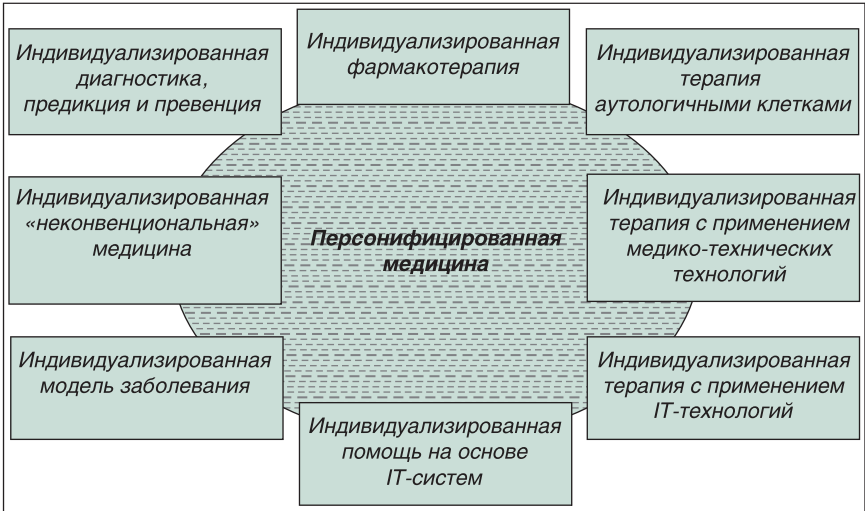 Индивидуализированная
диагностика,
предикция и превенция
Индивидуализированная
фармакотерапия
Индивидуализированная
терапия
аутологичными клетками
Индивидуализированная
«неконвенциональная»
медицина
Персонифицированная
медицина
Индивидуализированная
терапия с применением
медико-технических
технологий
Индивидуализированная
модель заболевания
Индивидуализированная
помощь на основе
IT-систем
Индивидуализированная
терапия с применением
IT-технологий